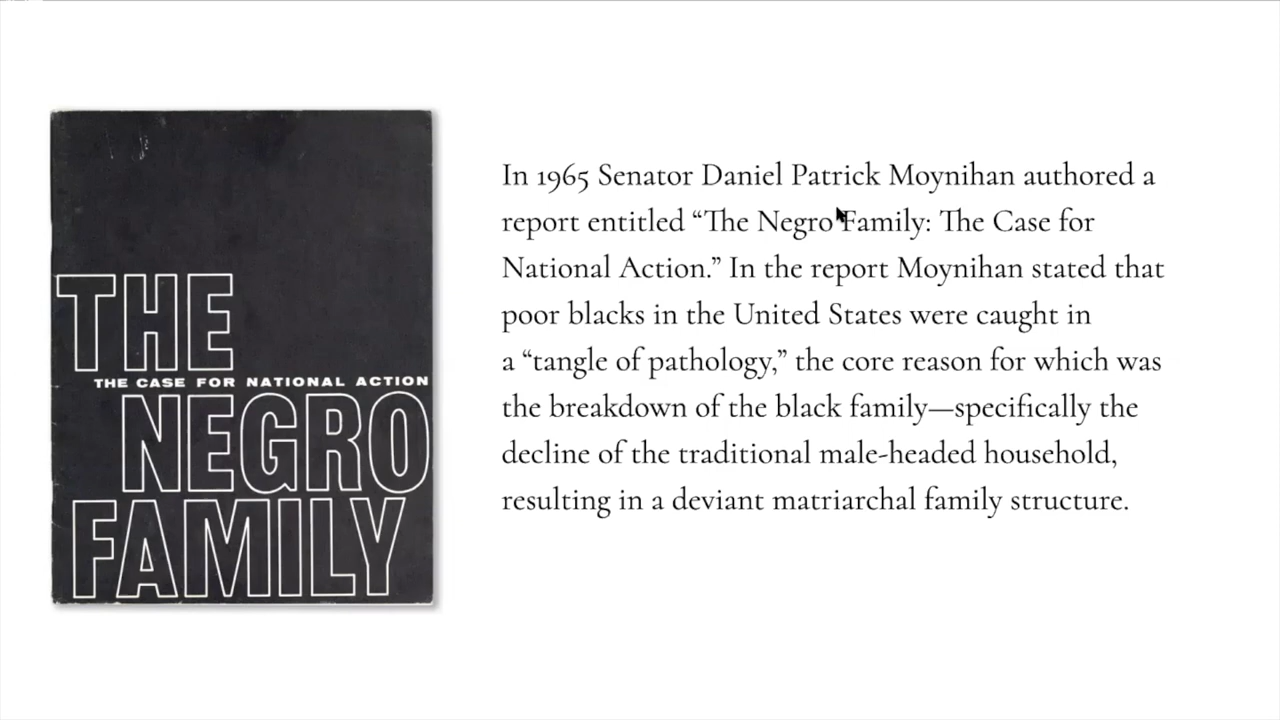 THE
THE CASE FOR NATIONAL ACTION
NEGRO
FAMILY
In 1965 Senator Daniel Patrick Moynihan authored a
report entitled “The Negro Family: The Case for
National Action.” In the report Moynihan stated that
poor blacks in the United States were caught in
a “tangle of pathology,” the core reason for which was
the breakdown of the black family—specifically the
decline of the traditional male-headed household,
resulting in a deviant matriarchal family structure.